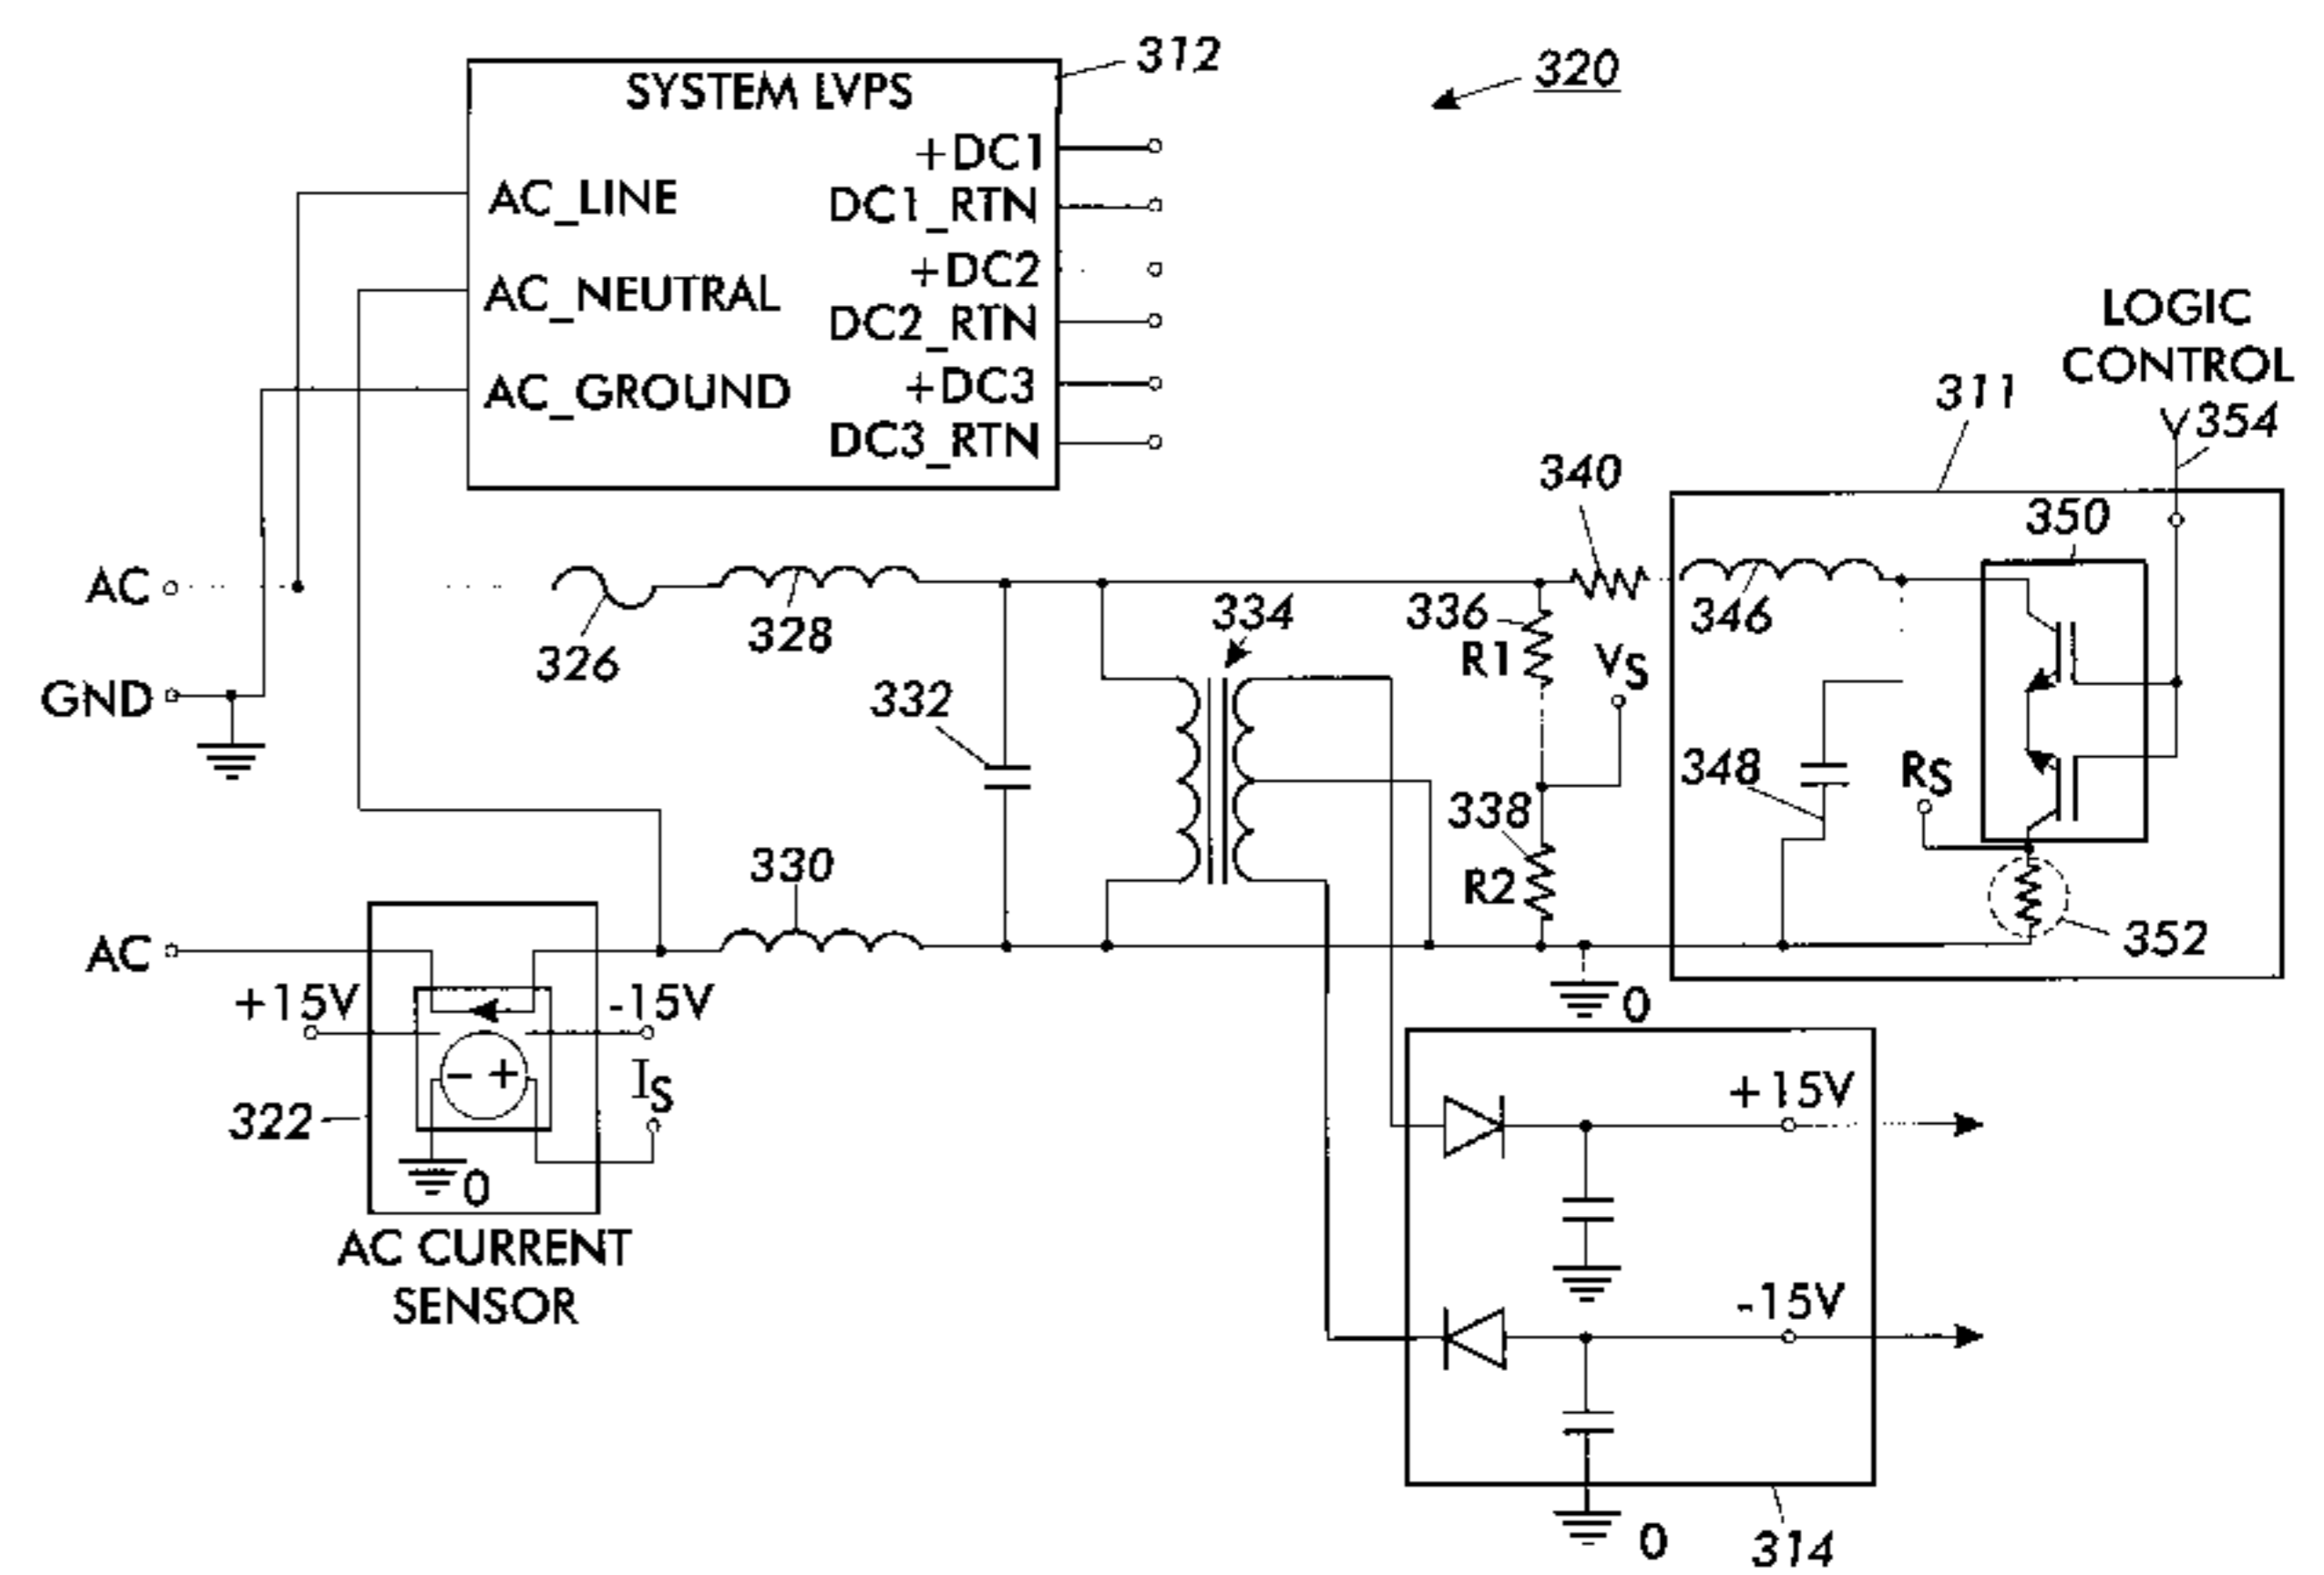 312
320
SYSTEM LVPS
+DC1
AC_LINE
DC1_RTN
+DC2
AC_NEUTRAL
DC2_RTN
AC_GROUND
+DC3
DC3_RTN
LOGIC
CONTROL
311
354
340
350
AC
326
328
334
336
R1
VS
346
GND
332
348
RS
338
R2
352
330
AC
+15V
-15V
- +
IS
322
0
0
AC CURRENT
SENSOR
+15V
-15V
0
314